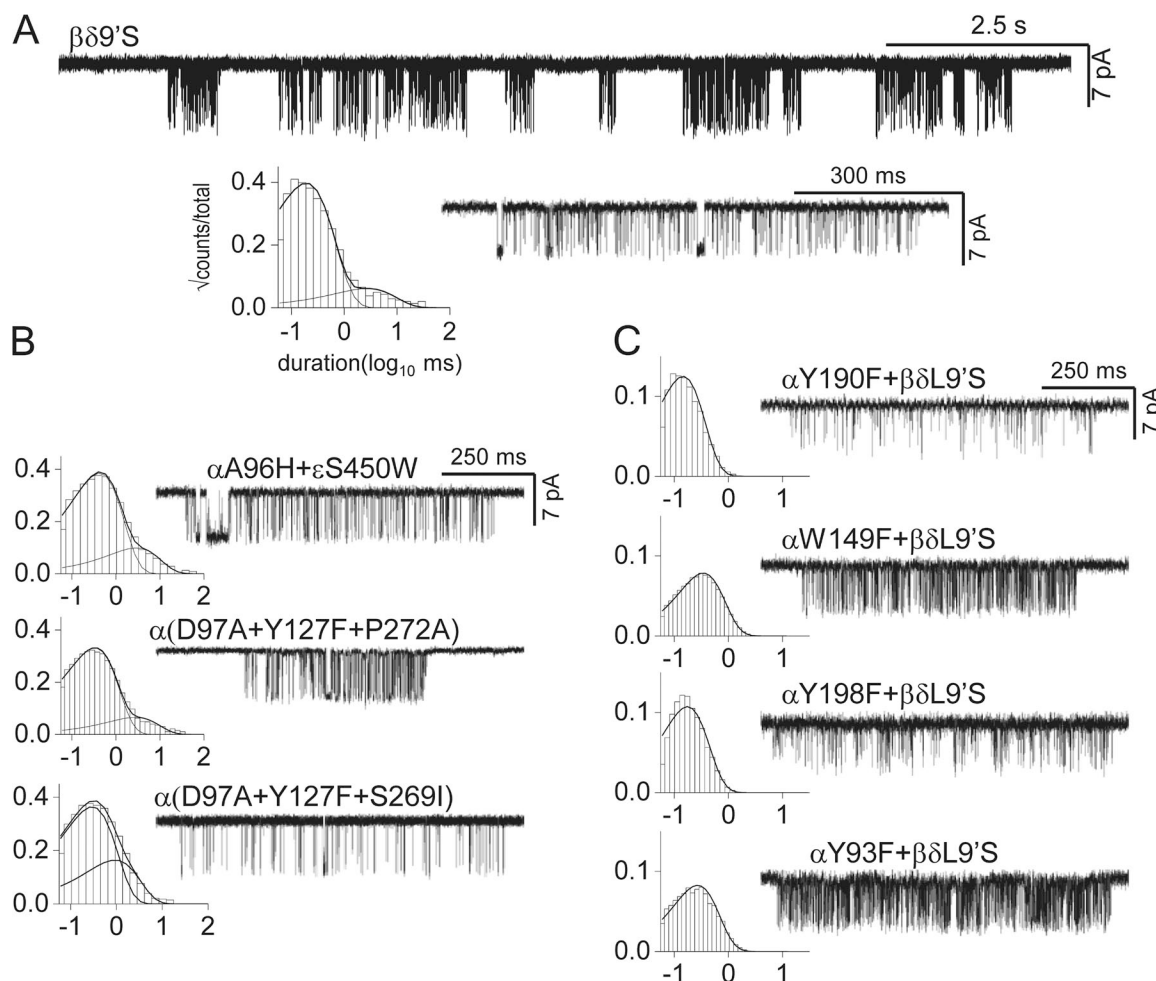 A
βδ9'S
2.5 s
7 pA
√counts/total
0.4
0.2
0.0
-1 0 1 2
duration(log10 ms)
300 ms
7 pA
B
αA96H+εS450W
250 ms
7 pA
0.4
0.2
0.0
-1 0 1 2
α(D97A+Y127F+P272A)
0.4
0.2
0.0
-1 0 1 2
α(D97A+Y127F+S269I)
0.4
0.2
0.0
-1 0 1 2
C
αY190F+βδL9'S
250 ms
7 pA
0.1
0.0
-1 0 1
αW149F+βδL9'S
0.1
0.0
-1 0 1
αY198F+βδL9'S
0.1
0.0
-1 0 1
αY93F+βδL9'S
0.1
0.0
-1 0 1